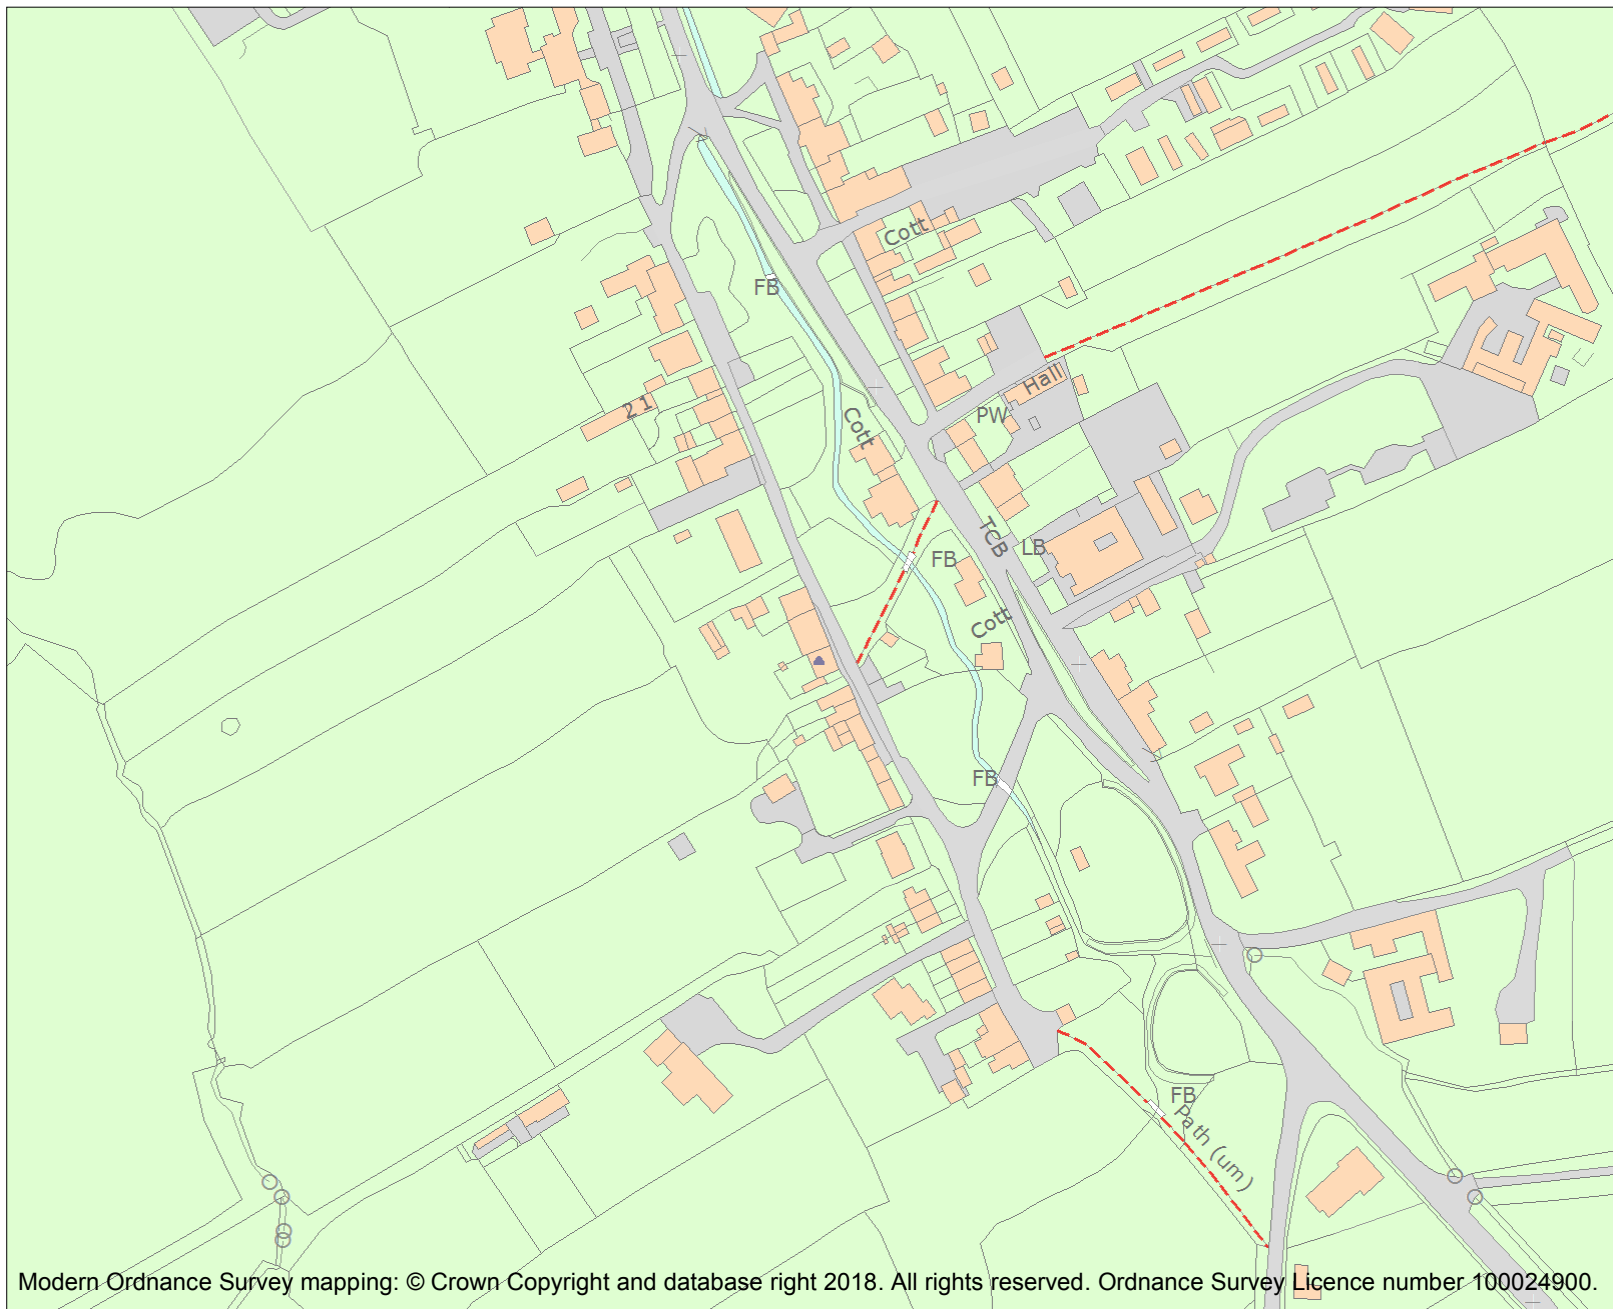 Cott
FB
Hall
21
PW
Cott
TCB
LB
FB
Cott
FB
FB
Path (um)
Modern Ordnance Survey mapping: © Crown Copyright and database right 2018. All rights reserved. Ordnance Survey Licence number 100024900.